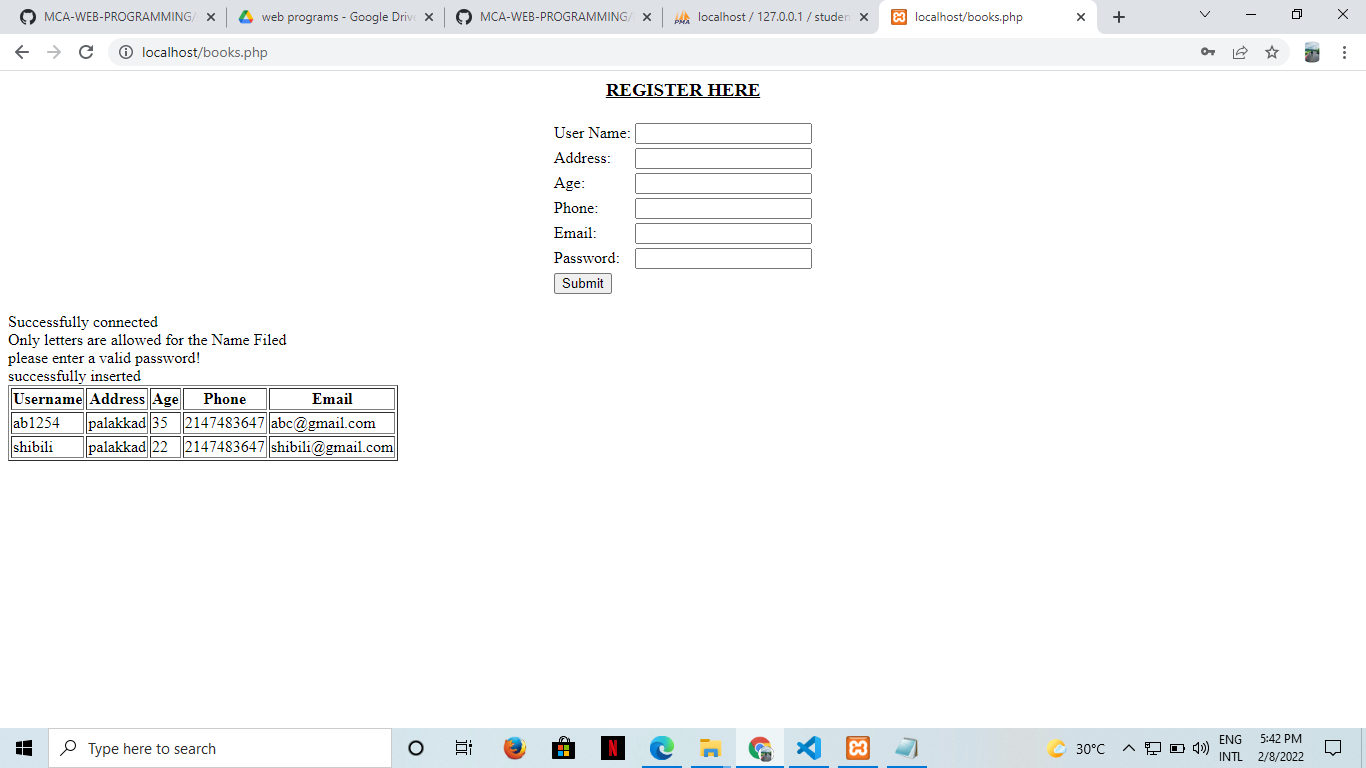 MCA-WEB-PROGRAMMING/
web programs - Google Drive
MCA-WEB-PROGRAMMING/
localhost / 127.0.0.1 / studen
localhost/books.php
localhost/books.php
REGISTER HERE
User Name:
Address:
Age:
Phone:
Email:
Password:
Submit
Successfully connected
Only letters are allowed for the Name Filed
please enter a valid password!
successfully inserted
Username Address Age Phone Email
ab1254 palakkad 35 2147483647 abc@gmail.com
shibili palakkad 22 2147483647 shibili@gmail.com
Type here to search
30°C
ENG
INTL
5:42 PM
2/8/2022